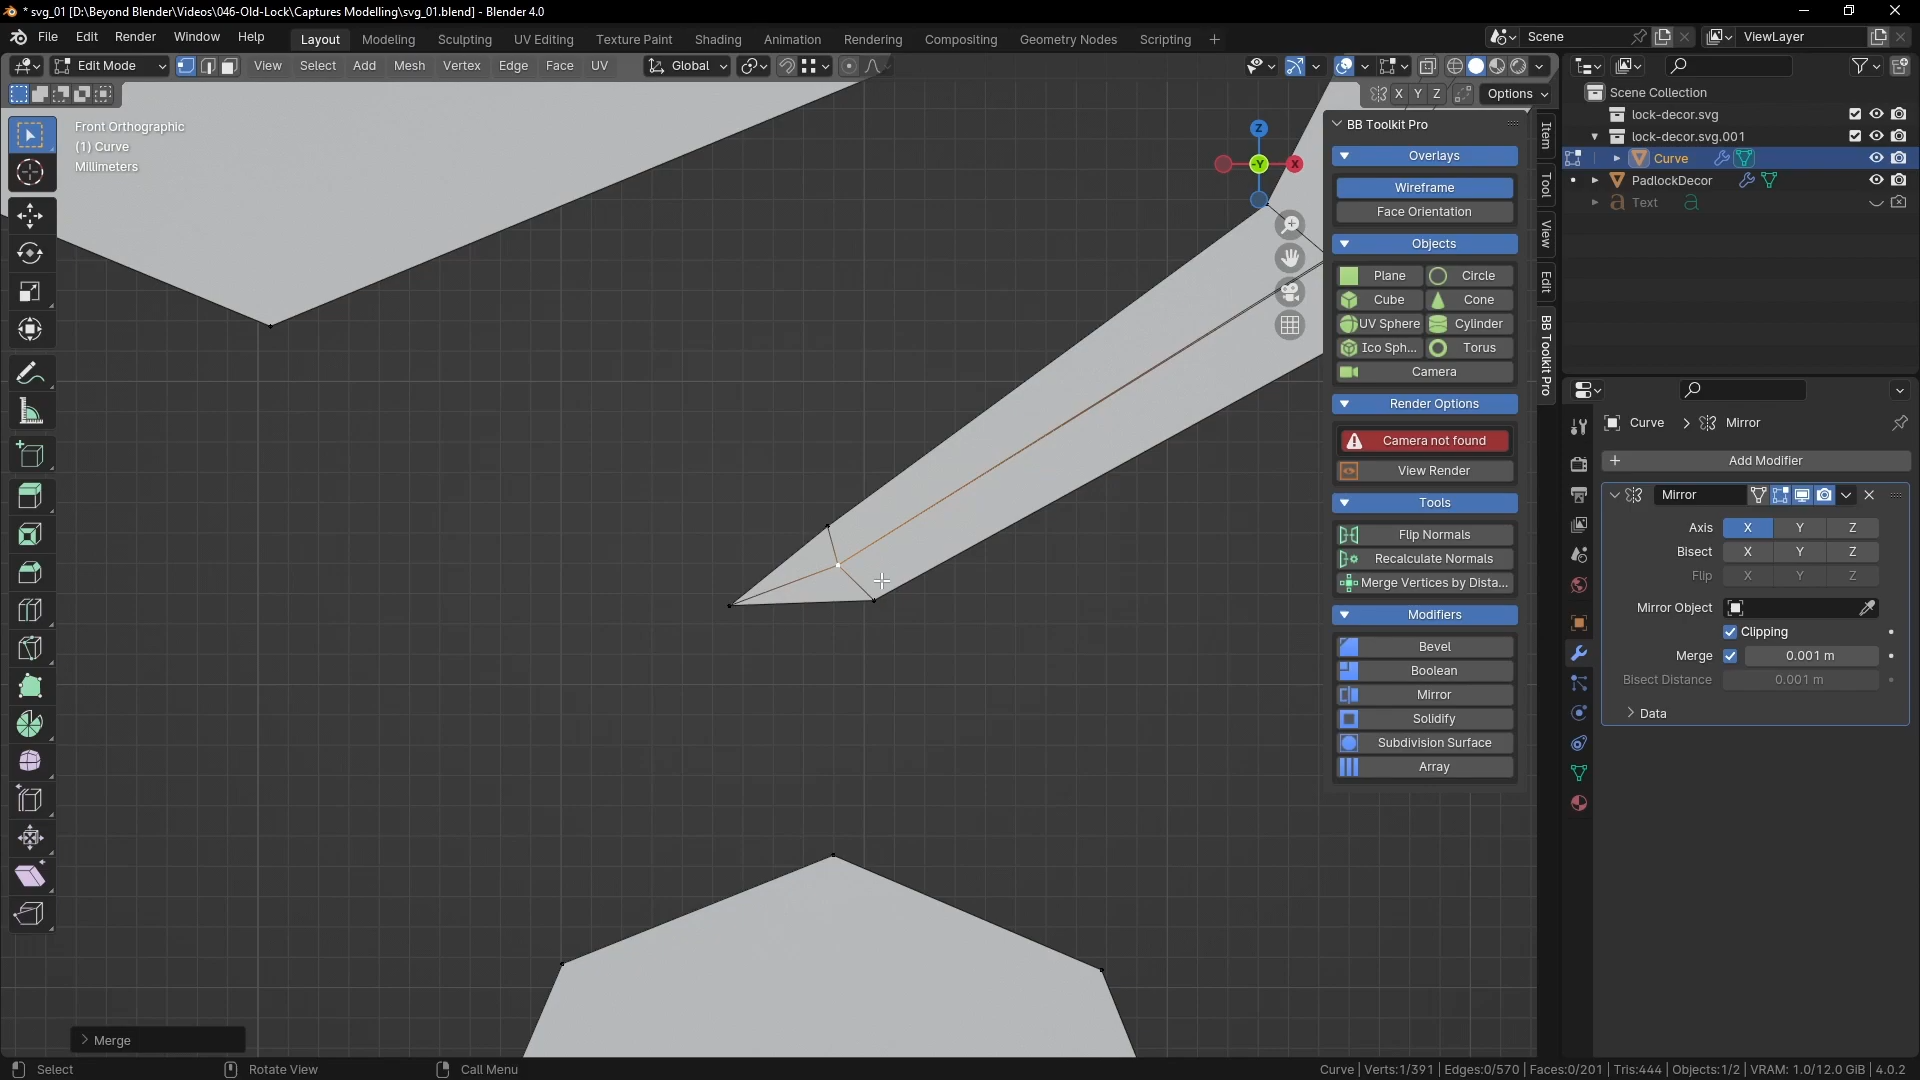 * svg_01 [D:\Beyond Blender\Videos\046-Old-Lock\Captures Modelling\svg_01.blend] - Blender 4.0
File Edit Render Window Help
Layout Modeling Sculpting UV Editing Texture Paint Shading Animation Rendering Compositing Geometry Nodes Scripting +
Scene
ViewLayer
Edit Mode
View Select Add Mesh Vertex Edge Face UV
Global
X Y Z
Options
Front Orthographic
(1) Curve
Millimeters
Z
-Y
X
BB Toolkit Pro
Overlays
Wireframe
Face Orientation
Objects
Plane Circle
Cube Cone
UV Sphere Cylinder
Ico Sph... Torus
Camera
Render Options
Camera not found
View Render
Tools
Flip Normals
Recalculate Normals
Merge Vertices by Dista...
Modifiers
Bevel
Boolean
Mirror
Solidify
Subdivision Surface
Array
Item
Tool
View
Edit
BB Toolkit Pro
Scene Collection
lock-decor.svg
lock-decor.svg.001
Curve
PadlockDecor
Text
Curve > Mirror
+ Add Modifier
Mirror
Axis X Y Z
Bisect X Y Z
Flip X Y Z
Mirror Object
Clipping
Merge 0.001 m
Bisect Distance 0.001 m
Data
Merge
Select
Rotate View
Call Menu
Curve | Verts:1/391 | Edges:0/570 | Faces:0/201 | Tris:444 | Objects:1/2 | VRAM: 1.0/12.0 GiB | 4.0.2